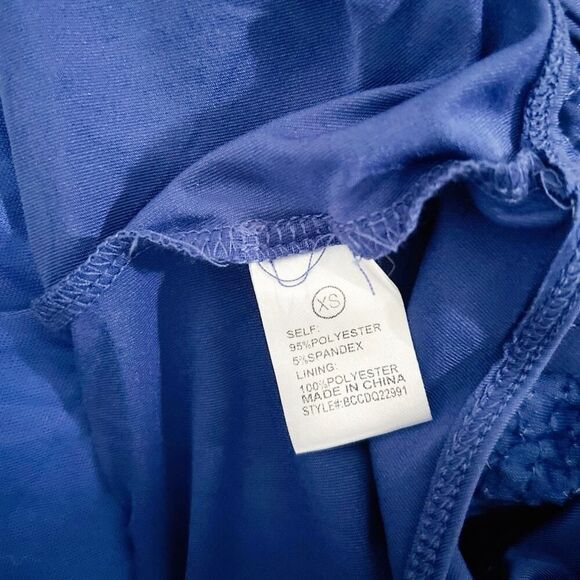 XS
SELF:
95%POLYESTER
5%SPANDEX
LINING:
100%POLYESTER
MADE IN CHINA
STYLE#:BCCDQ22991